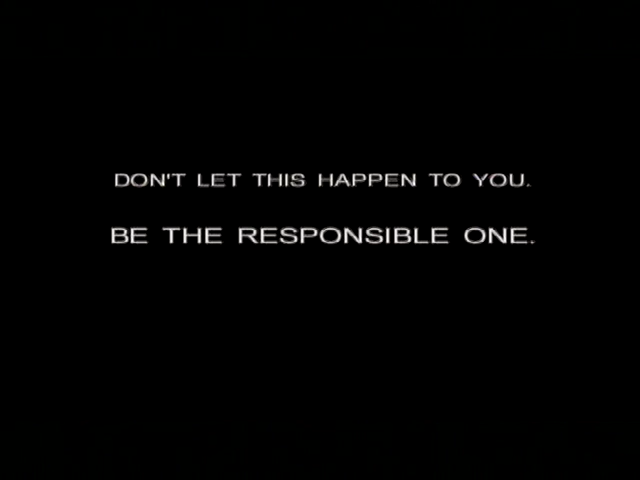 DON'T LET THIS HAPPEN TO YOU.
BE THE RESPONSIBLE ONE.